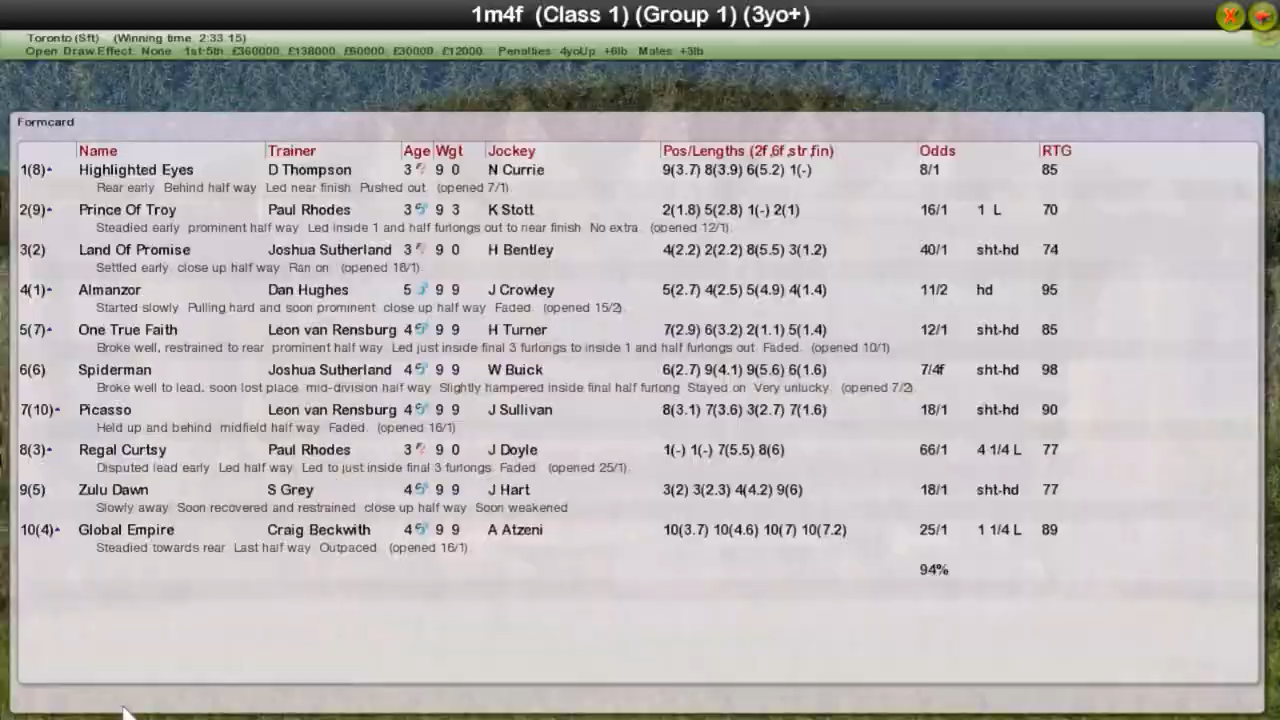 1m4f (Class 1) (Group 1) (3yo+)
Toronto (Sft) (Winning time: 2:33.15)
Open. Draw Effect: None. 1st-5th: £360000, £138000, £60000, £30000, £12000. Penalties: 4yoUp +6lb Males +3lb
Formcard
Name Trainer Age Wgt Jockey Pos/Lengths (2f,6f,str,fin) Odds RTG
1(8) Highlighted Eyes D Thompson 3 9 0 N Currie 9(3.7) 8(3.9) 6(5.2) 1(-) 8/1 85
Rear early. Behind half way. Led near finish. Pushed out. (opened 7/1).
2(9) Prince Of Troy Paul Rhodes 3 9 3 K Stott 2(1.8) 5(2.8) 1(-) 2(1) 16/1 1 L 70
Steadied early. prominent half way. Led inside 1 and half furlongs out to near finish. No extra. (opened 12/1).
3(2) Land Of Promise Joshua Sutherland 3 9 0 H Bentley 4(2.2) 2(2.2) 8(5.5) 3(1.2) 40/1 sht-hd 74
Settled early. close up half way. Ran on. (opened 18/1).
4(1) Almanzor Dan Hughes 5 9 9 J Crowley 5(2.7) 4(2.5) 5(4.9) 4(1.4) 11/2 hd 95
Started slowly. Pulling hard and soon prominent. close up half way. Faded. (opened 15/2).
5(7) One True Faith Leon van Rensburg 4 9 9 H Turner 7(2.9) 6(3.2) 2(1.1) 5(1.4) 12/1 sht-hd 85
Broke well, restrained to rear. prominent half way. Led just inside final 3 furlongs to inside 1 and half furlongs out. Faded. (opened 10/1).
6(6) Spiderman Joshua Sutherland 4 9 9 W Buick 6(2.7) 9(4.1) 9(5.6) 6(1.6) 7/4f sht-hd 98
Broke well to lead, soon lost place. mid-division half way. Slightly hampered inside final half furlong. Stayed on. Very unlucky. (opened 7/2).
7(10) Picasso Leon van Rensburg 4 9 9 J Sullivan 8(3.1) 7(3.6) 3(2.7) 7(1.6) 18/1 sht-hd 90
Held up and behind. midfield half way. Faded. (opened 16/1).
8(3) Regal Curtsy Paul Rhodes 3 9 0 J Doyle 1(-) 1(-) 7(5.5) 8(6) 66/1 4 1/4 L 77
Disputed lead early. Led half way. Led to just inside final 3 furlongs. Faded. (opened 25/1).
9(5) Zulu Dawn S Grey 4 9 9 J Hart 3(2) 3(2.3) 4(4.2) 9(6) 18/1 sht-hd 77
Slowly away. Soon recovered and restrained. close up half way. Soon weakened.
10(4) Global Empire Craig Beckwith 4 9 9 A Atzeni 10(3.7) 10(4.6) 10(7) 10(7.2) 25/1 1 1/4 L 89
Steadied towards rear. Last half way. Outpaced. (opened 16/1).
94%